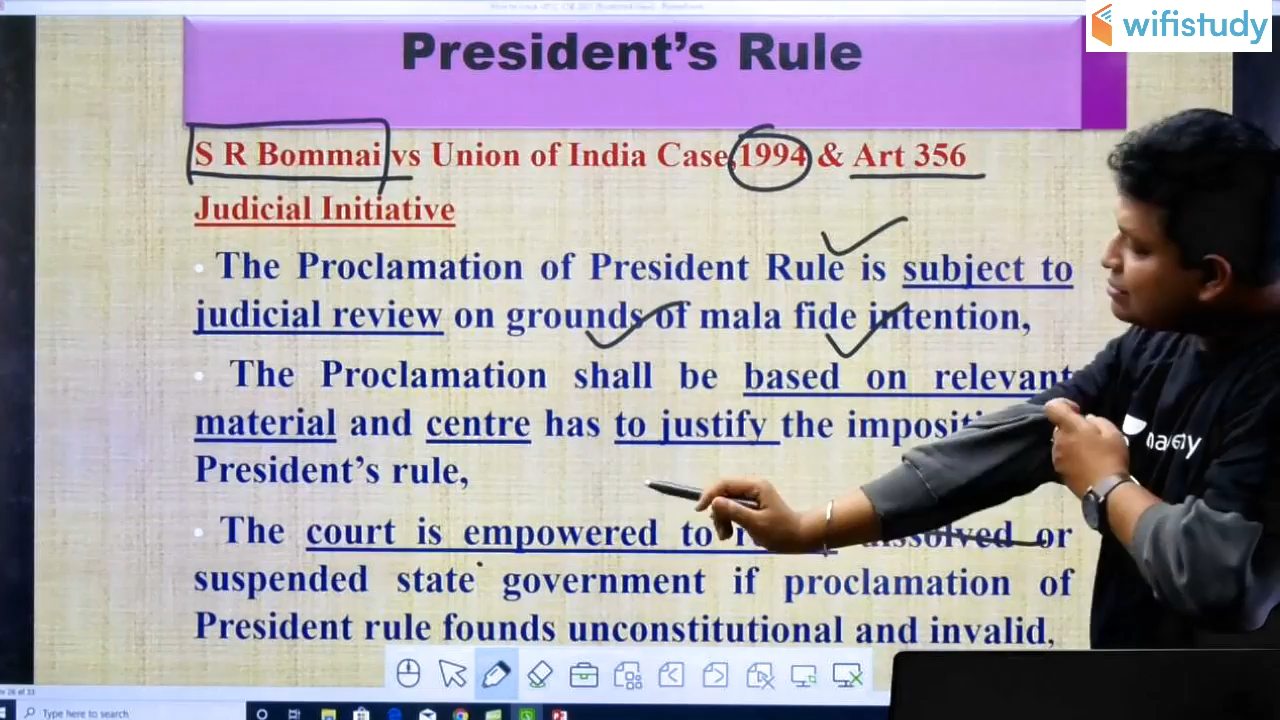 wifistudy
President's Rule
S R Bommai vs Union of India Case,1994 & Art 356
Judicial Initiative
• The Proclamation of President Rule is subject to
judicial review on grounds of mala fide intention,
• The Proclamation shall be based on relevant
material and centre has to justify the
President's rule,
• The court is empowered to dissolved or
suspended state government if proclamation of
President rule founds unconstitutional and invalid,
Type here to search